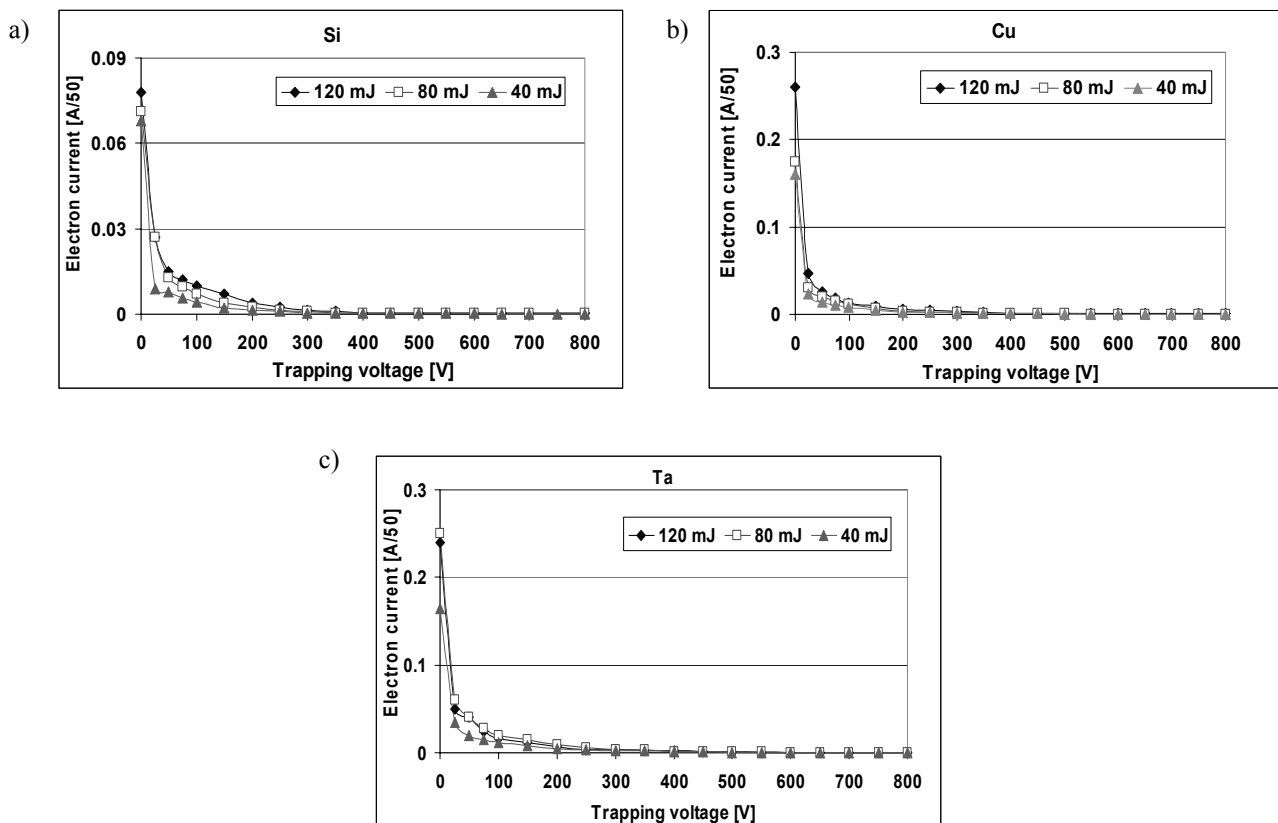 a)
Si
Electron current [A/50]
0.09
0.06
0.03
0
120 mJ 80 mJ 40 mJ
0 100 200 300 400 500 600 700 800
Trapping voltage [V]
b)
Cu
Electron current [A/50]
0.3
0.2
0.1
0
120 mJ 80 mJ 40 mJ
0 100 200 300 400 500 600 700 800
Trapping voltage [V]
c)
Ta
Electron current [A/50]
0.3
0.2
0.1
0
120 mJ 80 mJ 40 mJ
0 100 200 300 400 500 600 700 800
Trapping voltage [V]